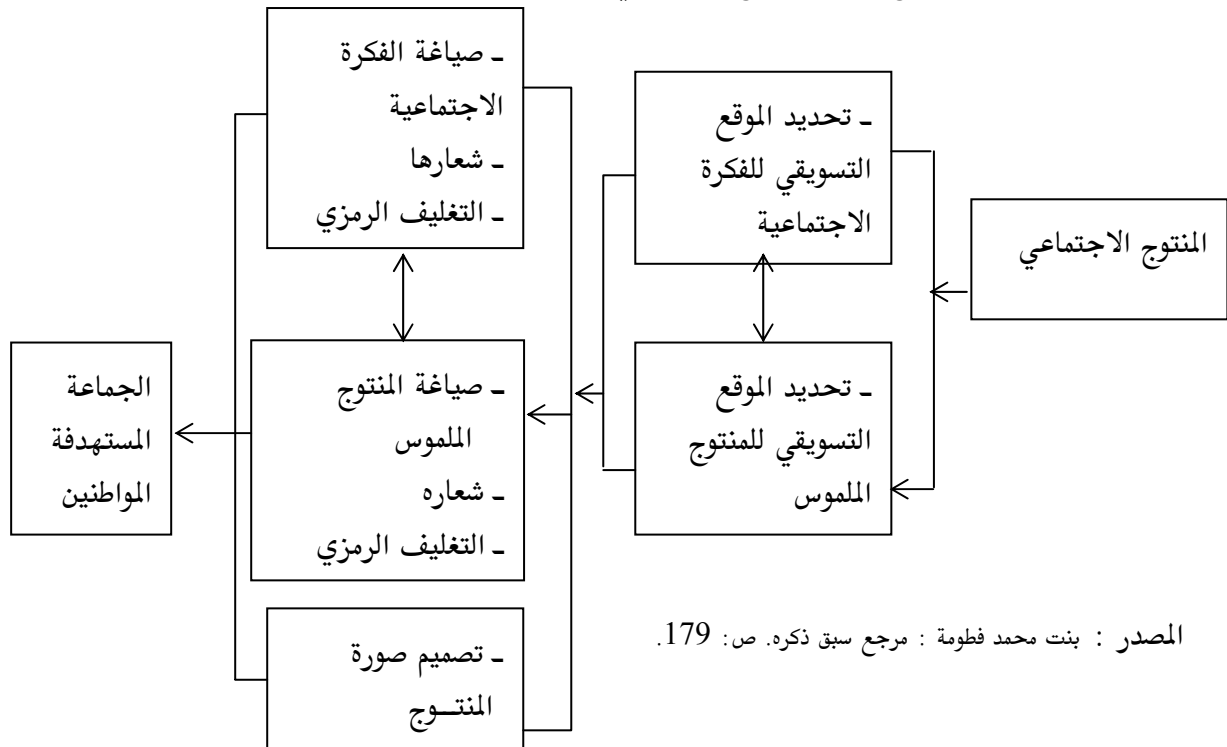 المنتوج الاجتماعي
ـ تحديد الموقع
التسويقي للفكرة
الاجتماعية
ـ تحديد الموقع
التسويقي للمنتوج
الملموس
ـ صياغة الفكرة
الاجتماعية
ـ شعارها
ـ التغليف الرمزي
ـ صياغة المنتوج
الملموس
ـ شعاره
ـ التغليف الرمزي
ـ تصميم صورة
المنتــوج
الجماعة
المستهدفة
المواطنين
المصدر : بنت محمد فطومة : مرجع سبق ذكره. ص: 179.